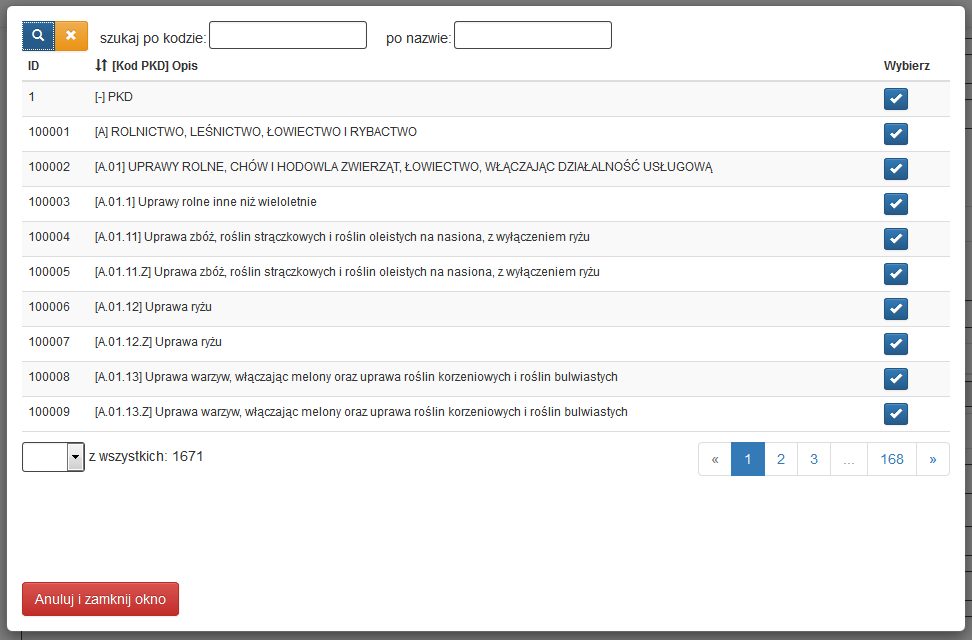 szukaj po kodzie: po nazwie:
ID [Kod PKD] Opis Wybierz
1 [-] PKD
100001 [A] ROLNICTWO, LEŚNICTWO, ŁOWIECTWO I RYBACTWO
100002 [A.01] UPRAWY ROLNE, CHÓW I HODOWLA ZWIERZĄT, ŁOWIECTWO, WŁĄCZAJĄC DZIAŁALNOŚĆ USŁUGOWĄ
100003 [A.01.1] Uprawy rolne inne niż wieloletnie
100004 [A.01.11] Uprawa zbóż, roślin strączkowych i roślin oleistych na nasiona, z wyłączeniem ryżu
100005 [A.01.11.Z] Uprawa zbóż, roślin strączkowych i roślin oleistych na nasiona, z wyłączeniem ryżu
100006 [A.01.12] Uprawa ryżu
100007 [A.01.12.Z] Uprawa ryżu
100008 [A.01.13] Uprawa warzyw, włączając melony oraz uprawa roślin korzeniowych i roślin bulwiastych
100009 [A.01.13.Z] Uprawa warzyw, włączając melony oraz uprawa roślin korzeniowych i roślin bulwiastych
z wszystkich: 1671 « 1 2 3 ... 168 »
Anuluj i zamknij okno